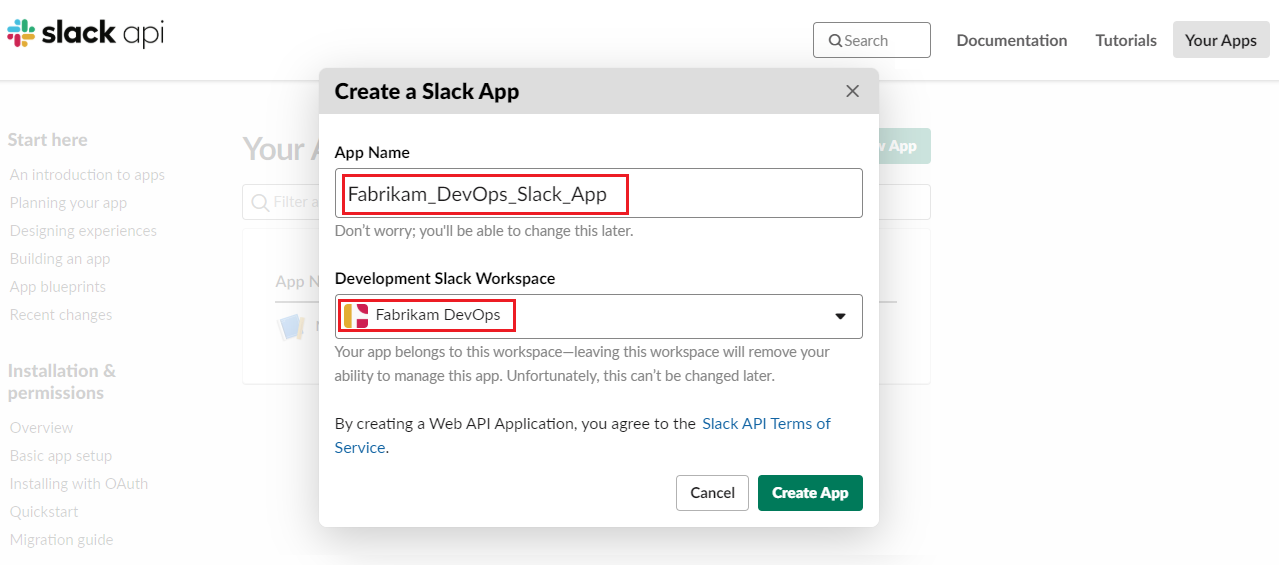 slack api
Search
Documentation
Tutorials
Your Apps
Create a Slack App
Start here
An introduction to apps
Planning your app
Designing experiences
Building an app
App blueprints
Recent changes
Installation &
permissions
Overview
Basic app setup
Installing with OAuth
Quickstart
Migration guide
Your
App
Filter a
App N
App Name
Fabrikam_DevOps_Slack_App
Don't worry; you'll be able to change this later.
Development Slack Workspace
Fabrikam DevOps
Your app belongs to this workspace—leaving this workspace will remove your
ability to manage this app. Unfortunately, this can't be changed later.
By creating a Web API Application, you agree to the Slack API Terms of
Service.
Cancel
Create App